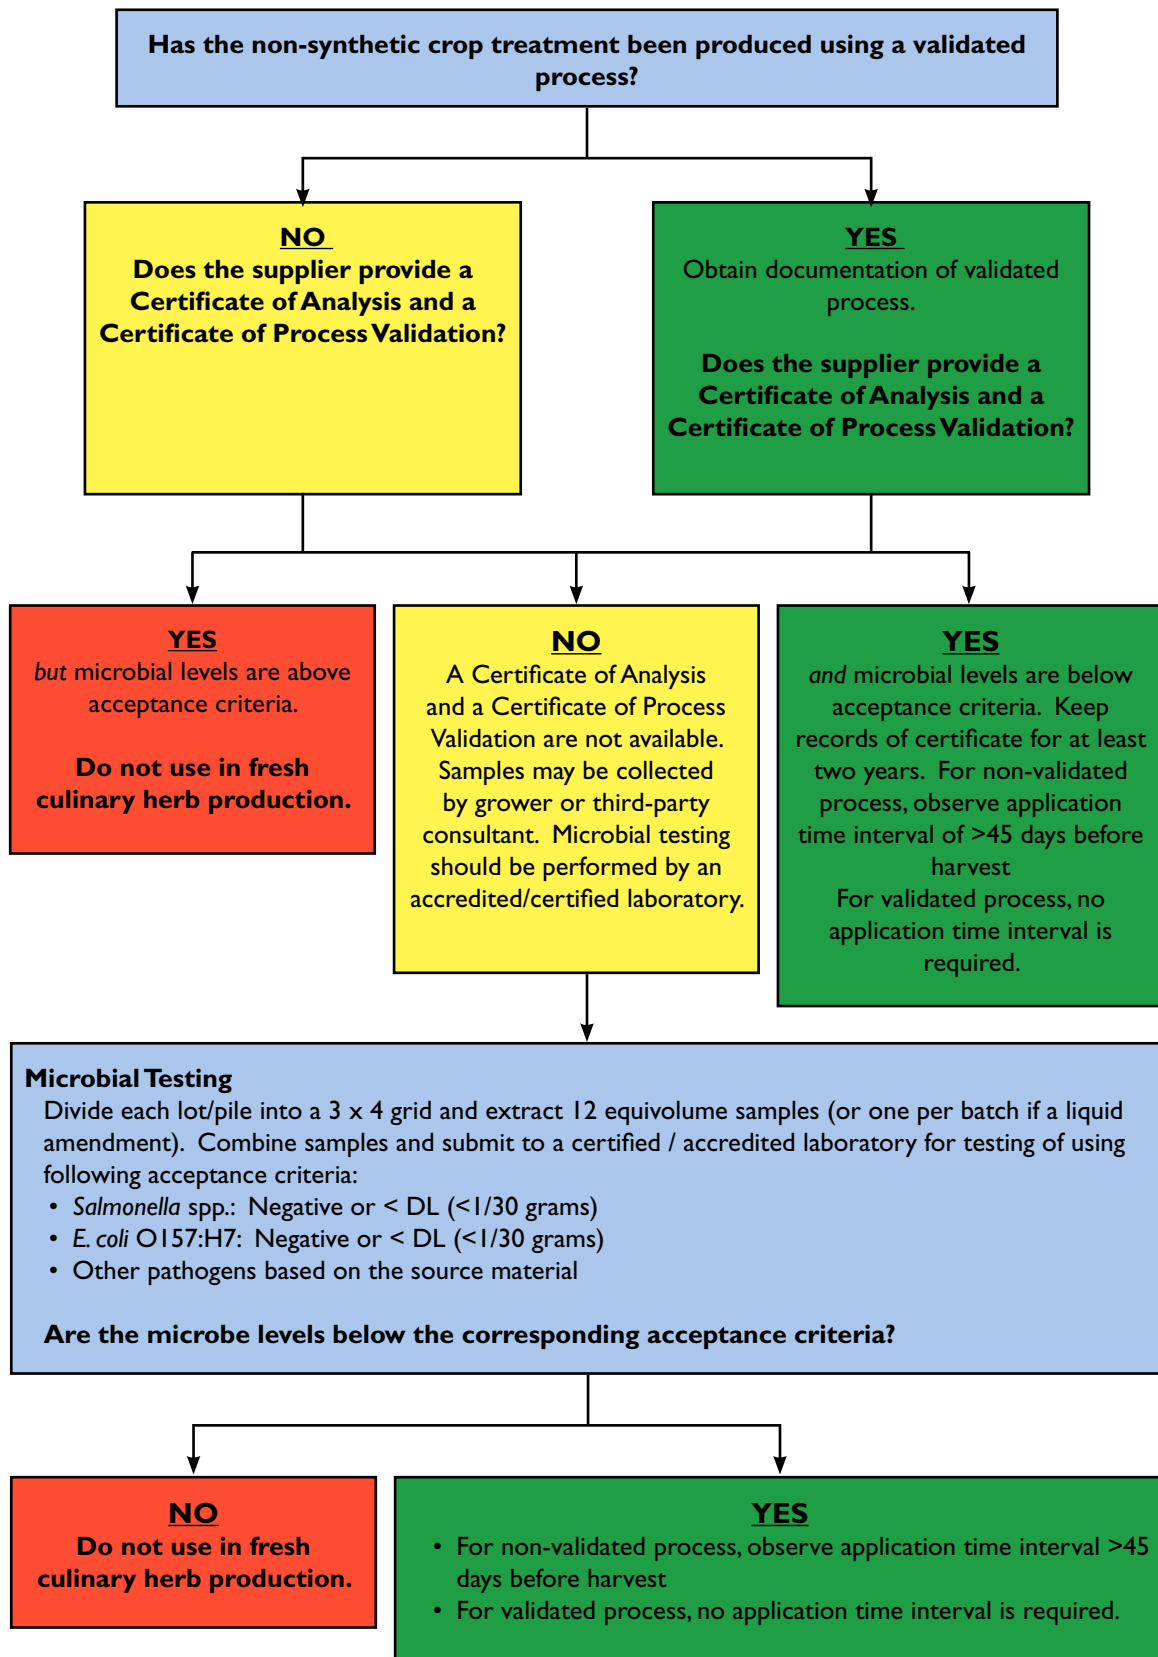 Has the non-synthetic crop treatment been produced using a validated
process?
NO
Does the supplier provide a
Certificate of Analysis and a
Certificate of Process Validation?
YES
Obtain documentation of validated
process.
Does the supplier provide a
Certificate of Analysis and a
Certificate of Process Validation?
YES
but microbial levels are above
acceptance criteria.
Do not use in fresh
culinary herb production.
NO
A Certificate of Analysis
and a Certificate of Process
Validation are not available.
Samples may be collected
by grower or third-party
consultant. Microbial testing
should be performed by an
accredited/certified laboratory.
YES
and microbial levels are below
acceptance criteria. Keep
records of certificate for at least
two years. For non-validated
process, observe application
time interval of >45 days before
harvest
For validated process, no
application time interval is
required.
Microbial Testing
Divide each lot/pile into a 3 x 4 grid and extract 12 equivolume samples (or one per batch if a liquid
amendment). Combine samples and submit to a certified / accredited laboratory for testing of using
following acceptance criteria:
• Salmonella spp.: Negative or < DL (<1/30 grams)
• E. coli O157:H7: Negative or < DL (<1/30 grams)
• Other pathogens based on the source material
Are the microbe levels below the corresponding acceptance criteria?
NO
Do not use in fresh
culinary herb production.
YES
• For non-validated process, observe application time interval >45
days before harvest
• For validated process, no application time interval is required.